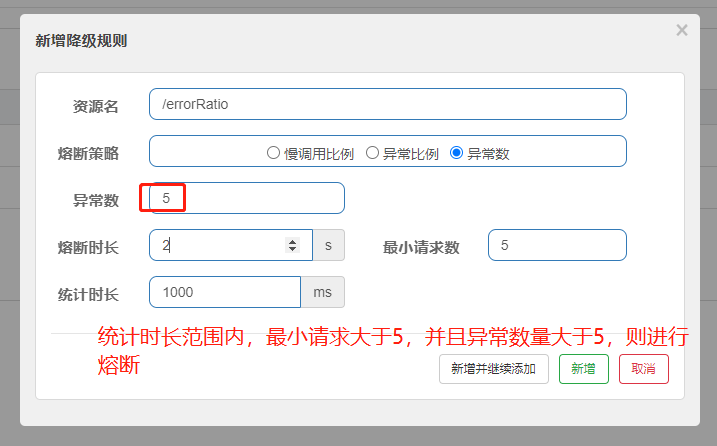 新增降级规则
×
资源名 /errorRatio
熔断策略 慢调用比例 异常比例 异常数
异常数 5
熔断时长 2 s 最小请求数 5
统计时长 1000 ms
统计时长范围内，最小请求大于5，并且异常数量大于5，则进行
熔断
新增并继续添加 新增 取消